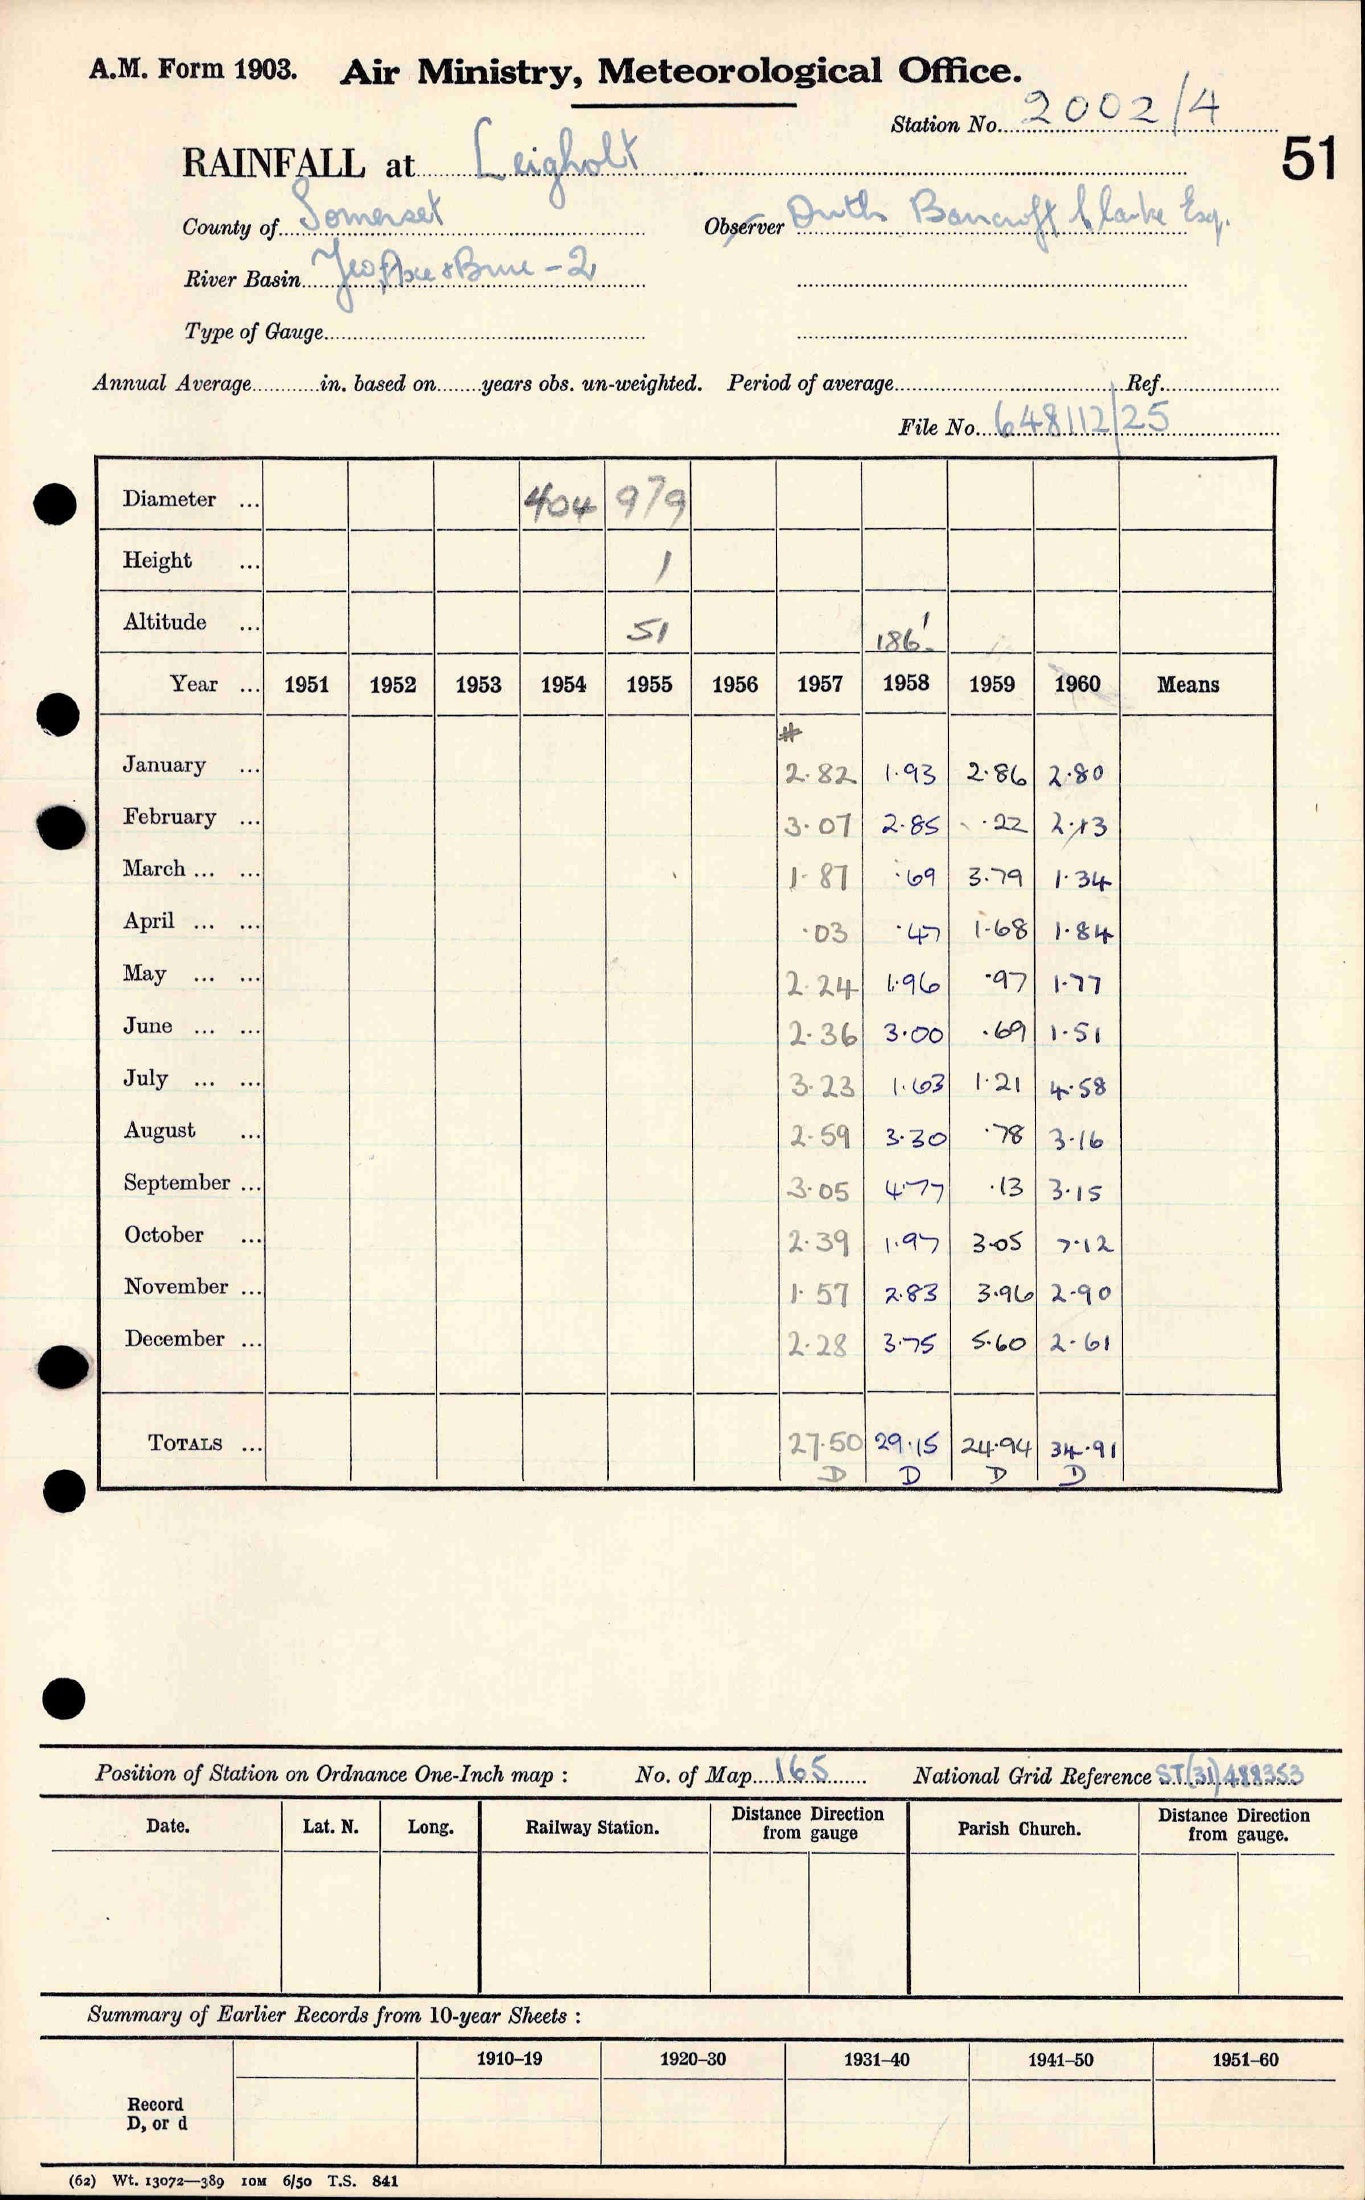 A.M. Form 1903. Air Ministry, Meteorological Office.
Station No. 2002/4
51
RAINFALL at Leigholt
County of Somerset Observer Bancroft Clarke Esq.
River Basin & Brue - 2
Type of Gauge
Annual Average in. based on years obs. un-weighted. Period of average Ref.
File No. 648112/25
Diameter ... 404 979
Height ... 1
Altitude ... 51 186'
Year ... 1951 1952 1953 1954 1955 1956 1957 1958 1959 1960 Means
#
January ... 2.82 1.93 2.86 2.80
February ... 3.07 2.85 .22 2.13
March ... ... 1.87 .69 3.79 1.34
April ... ... .03 .47 1.68 1.84
May ... ... 2.24 1.96 .97 1.77
June ... ... 2.36 3.00 .69 1.51
July ... ... 3.23 1.63 1.21 4.58
August ... 2.59 3.30 .78 3.16
September ... 3.05 4.77 .13 3.15
October ... 2.39 1.97 3.05 7.12
November ... 1.57 2.83 3.96 2.90
December ... 2.28 3.75 5.60 2.61
TOTALS ... 27.50 29.15 24.94 34.91
D D D D
Position of Station on Ordnance One-Inch map : No. of Map 165 National Grid Reference ST(31)488353
Date. Lat. N. Long. Railway Station. Distance Direction from gauge Parish Church. Distance Direction from gauge.
Summary of Earlier Records from 10-year Sheets :
1910–19 1920–30 1931–40 1941–50 1951–60
Record
D, or d
(62) Wt. 13072—389 10M 6/50 T.S. 841